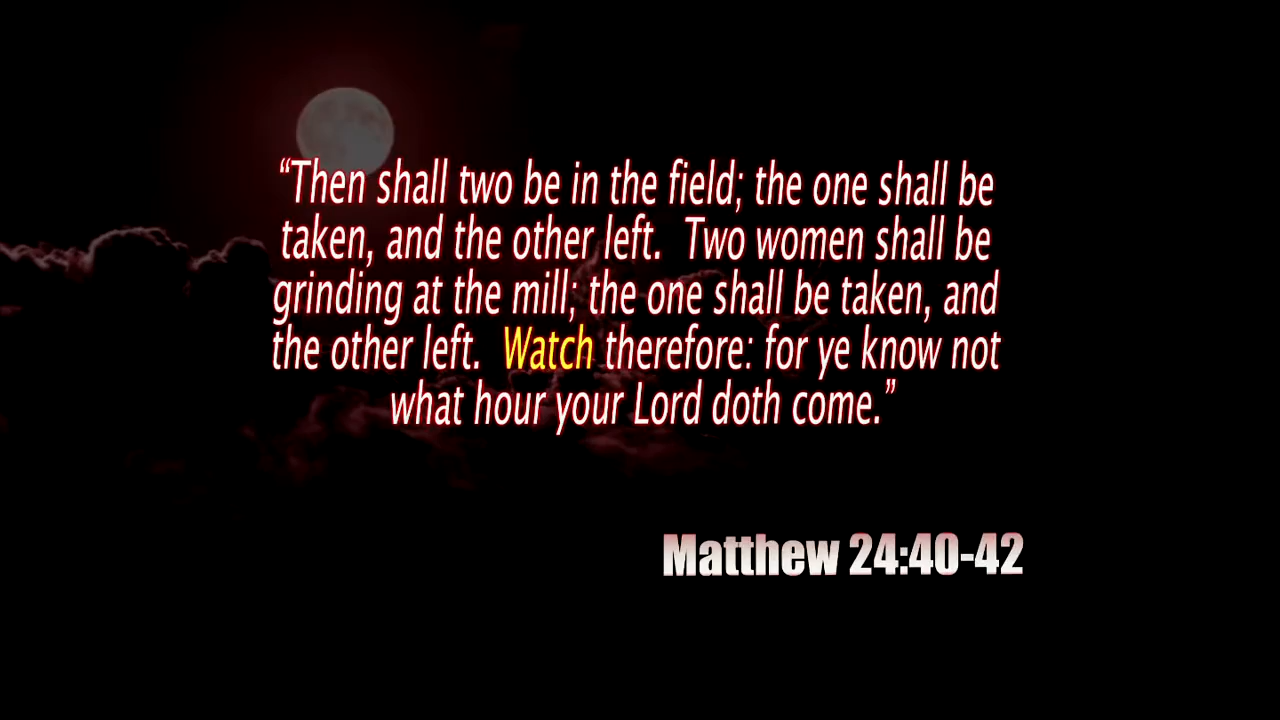 “Then shall two be in the field; the one shall be
taken, and the other left.  Two women shall be
grinding at the mill; the one shall be taken, and
the other left.  Watch therefore: for ye know not
what hour your Lord doth come.”
Matthew 24:40-42